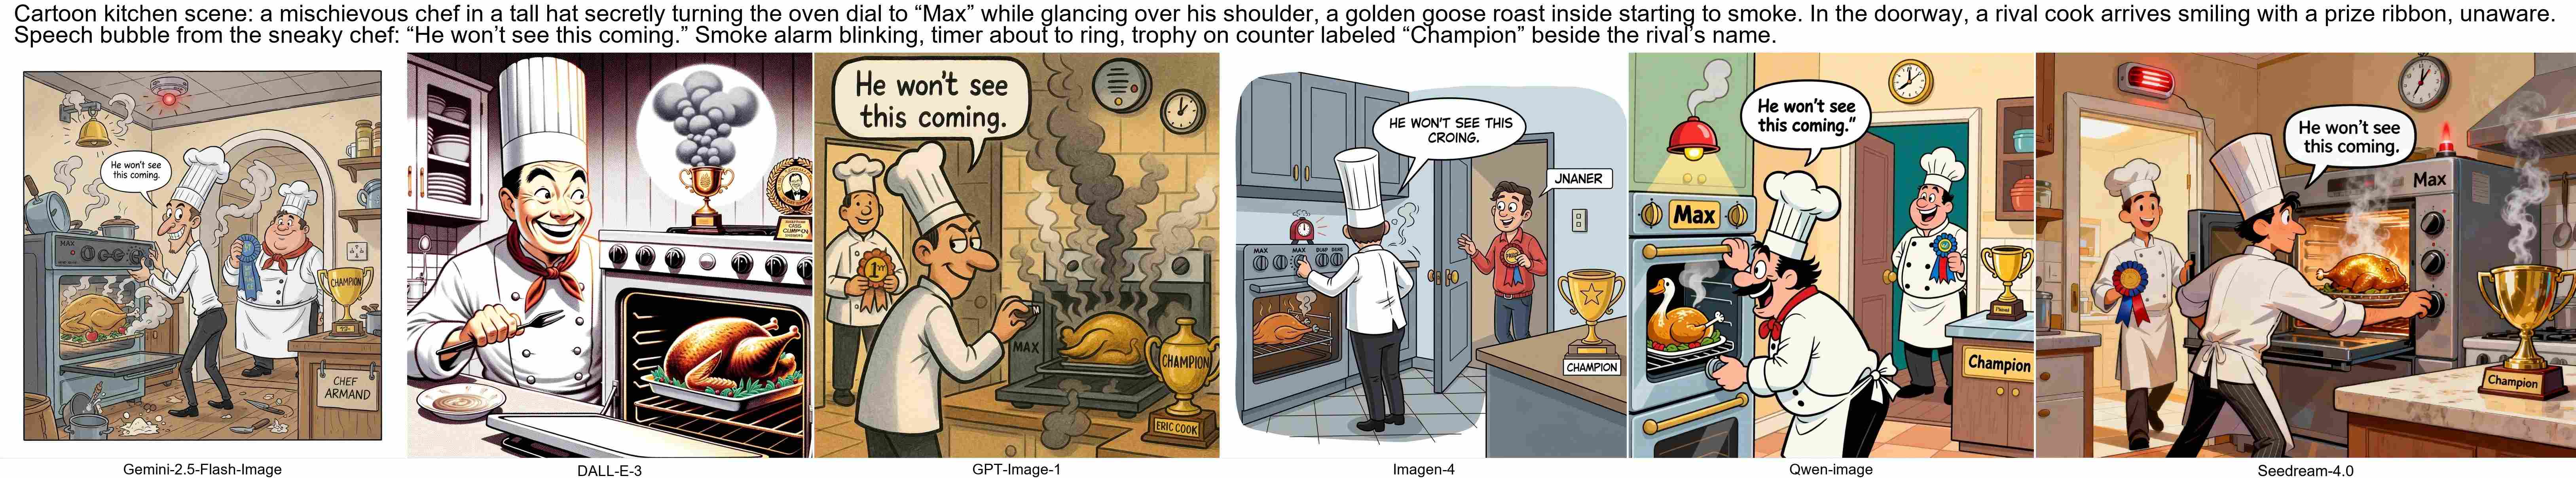 Cartoon kitchen scene: a mischievous chef in a tall hat secretly turning the oven dial to “Max” while glancing over his shoulder, a golden goose roast inside starting to smoke. In the doorway, a rival cook arrives smiling with a prize ribbon, unaware.
Speech bubble from the sneaky chef: “He won’t see this coming.” Smoke alarm blinking, timer about to ring, trophy on counter labeled “Champion” beside the rival’s name.
He won't see
this coming.
MAX
CHAMPION
CHEF
ARMAND
He won't see
this coming.
1st
MAX
CHAMPION
ERIC COOK
HE WON'T SEE THIS
CROING.
JNANER
MAX
MAX
CHAMPION
He won't see
this coming."
Max
Champion
He won't see
this coming.
Max
Champion
Gemini-2.5-Flash-Image
DALL-E-3
GPT-Image-1
Imagen-4
Qwen-image
Seedream-4.0